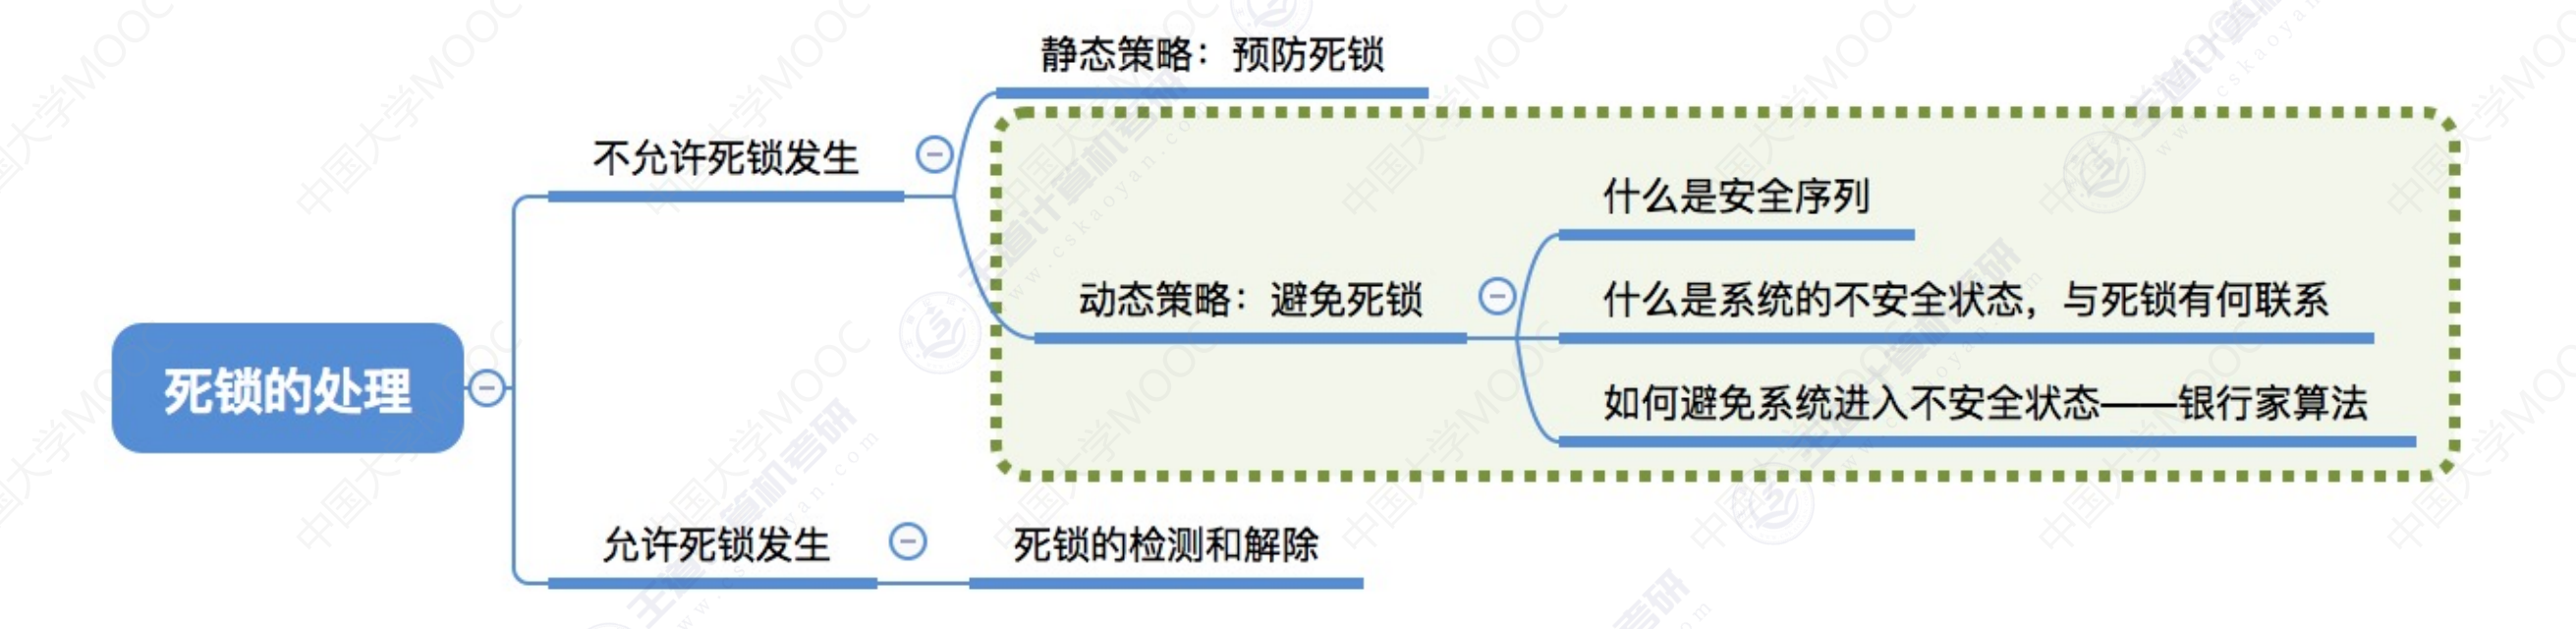 静态策略：预防死锁
不允许死锁发生
什么是安全序列
动态策略：避免死锁
什么是系统的不安全状态，与死锁有何联系
死锁的处理
如何避免系统进入不安全状态——银行家算法
允许死锁发生
死锁的检测和解除
中国大学MOOC
王道计算机考研
www.cskaoyan.com